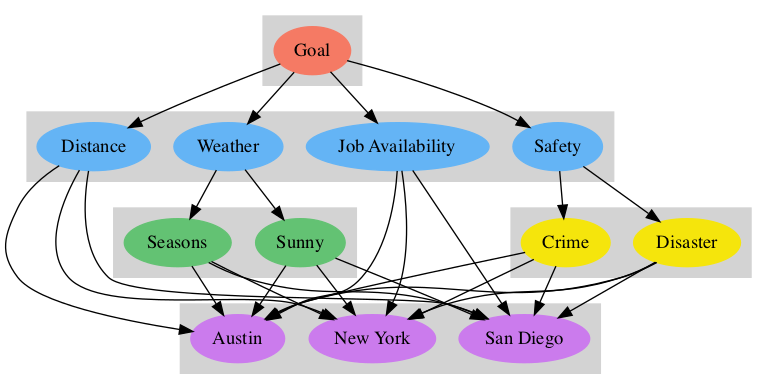 Goal
Distance
Weather
Job Availability
Safety
Seasons
Sunny
Crime
Disaster
Austin
New York
San Diego